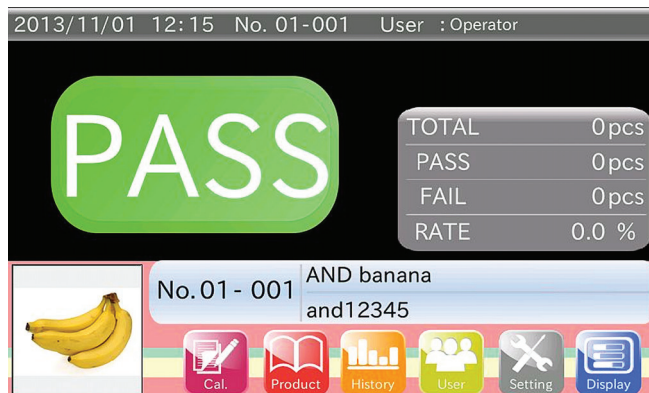 2013/11/01 12:15 No. 01-001 User : Operator
PASS
TOTAL 0pcs
PASS 0pcs
FAIL 0pcs
RATE 0.0 %
No. 01 - 001
AND banana
and12345
Cal. Product History User Setting Display